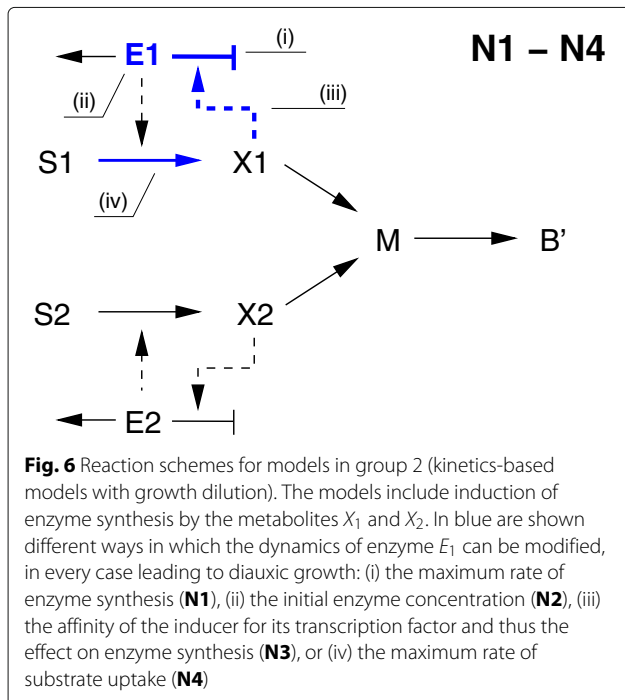 N1 – N4
E1
(i)
(ii)
(iii)
S1
X1
(iv)
M
B'
S2
X2
E2
Fig. 6 Reaction schemes for models in group 2 (kinetics-based
models with growth dilution). The models include induction of
enzyme synthesis by the metabolites X1 and X2. In blue are shown
different ways in which the dynamics of enzyme E1 can be modified,
in every case leading to diauxic growth: (i) the maximum rate of
enzyme synthesis (N1), (ii) the initial enzyme concentration (N2), (iii)
the affinity of the inducer for its transcription factor and thus the
effect on enzyme synthesis (N3), or (iv) the maximum rate of
substrate uptake (N4)